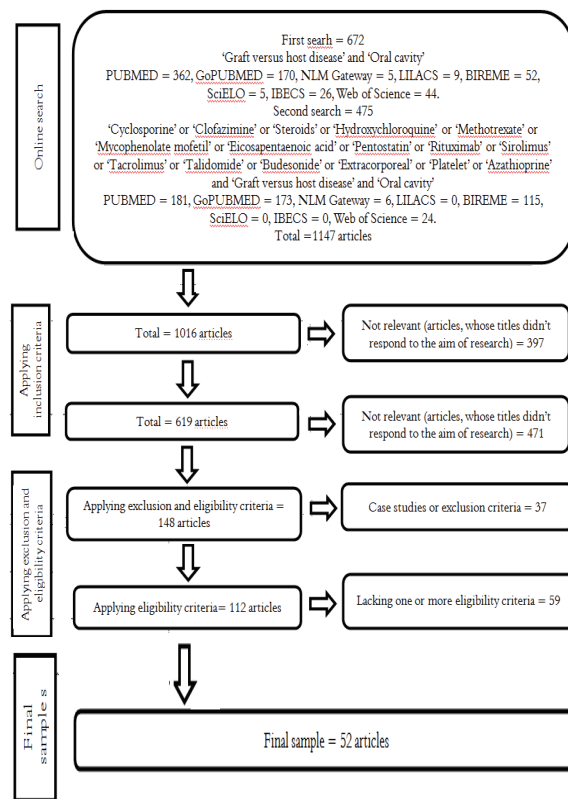 Online search
First searh = 672
‘Graft versus host disease’ and ‘Oral cavity’
PUBMED = 362, GoPUBMED = 170, NLM Gateway = 5, LILACS = 9, BIREME = 52,
SciELO = 5, IBECS = 26, Web of Science = 44.
Second search = 475
‘Cyclosporine’ or ‘Clofazimine’ or ‘Steroids’ or ‘Hydroxychloroquine’ or ‘Methotrexate’ or
‘Mycophenolate mofetil’ or ‘Eicosapentaenoic acid’ or ‘Pentostatin’ or ‘Rituximab’ or ‘Sirolimus’
or ‘Tacrolimus’ or ‘Talidomide’ or ‘Budesonide’ or ‘Extracorporeal’ or ‘Platelet’ or ‘Azathioprine’
and ‘Graft versus host disease’ and ‘Oral cavity’
PUBMED = 181, GoPUBMED = 173, NLM Gateway = 6, LILACS = 0, BIREME = 115,
SciELO = 0, IBECS = 0, Web of Science = 24.
Total =1147 articles
Applying
inclusion criteria
Total = 1016 articles
Not relevant (articles, whose titles didn’t
respond to the aim of research) = 397
Total = 619 articles
Not relevant (articles, whose titles didn’t
respond to the aim of research) = 471
Applying exclusion and
eligibility criteria
Applying exclusion and eligibility criteria =
148 articles
Case studies or exclusion criteria = 37
Applying eligibility criteria= 112 articles
Lacking one or more eligibility criteria = 59
Final
sample s
Final sample = 52 articles